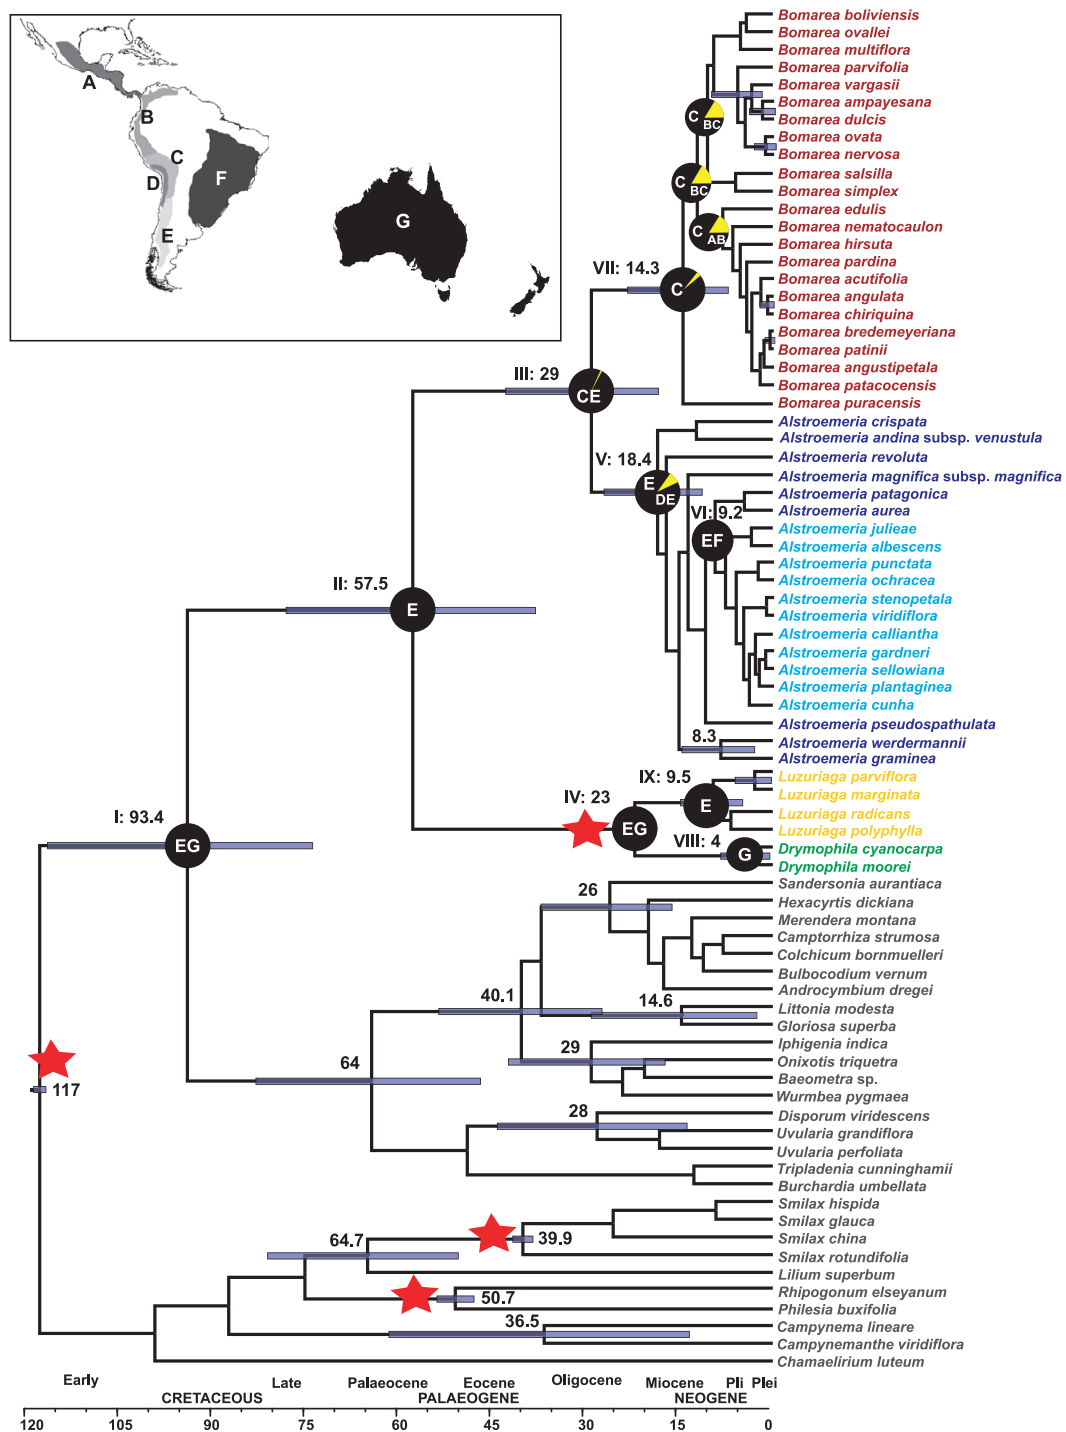 A
B
C
D
E
F
G
Bomarea boliviensis
Bomarea ovallei
Bomarea multiflora
Bomarea parvifolia
Bomarea vargasii
Bomarea ampayesana
Bomarea dulcis
Bomarea ovata
Bomarea nervosa
Bomarea salsilla
Bomarea simplex
Bomarea edulis
Bomarea nematocaulon
Bomarea hirsuta
Bomarea pardina
Bomarea acutifolia
Bomarea angulata
Bomarea chiriquina
Bomarea bredemeyeriana
Bomarea patinii
Bomarea angustipetala
Bomarea patacocensis
Bomarea puracensis
Alstroemeria crispata
Alstroemeria andina subsp. venustula
Alstroemeria revoluta
Alstroemeria magnifica subsp. magnifica
Alstroemeria patagonica
Alstroemeria aurea
Alstroemeria julieae
Alstroemeria albescens
Alstroemeria punctata
Alstroemeria ochracea
Alstroemeria stenopetala
Alstroemeria viridiflora
Alstroemeria calliantha
Alstroemeria gardneri
Alstroemeria sellowiana
Alstroemeria plantaginea
Alstroemeria cunha
Alstroemeria pseudospathulata
Alstroemeria werdermannii
Alstroemeria graminea
Luzuriaga parviflora
Luzuriaga marginata
Luzuriaga radicans
Luzuriaga polyphylla
Drymophila cyanocarpa
Drymophila moorei
Sandersonia aurantiaca
Hexacyrtis dickiana
Merendera montana
Camptorrhiza strumosa
Colchicum bornmuelleri
Bulbocodium vernum
Androcymbium dregei
Littonia modesta
Gloriosa superba
Iphigenia indica
Onixotis triquetra
Baeometra sp.
Wurmbea pygmaea
Disporum viridescens
Uvularia grandiflora
Uvularia perfoliata
Tripladenia cunninghamii
Burchardia umbellata
Smilax hispida
Smilax glauca
Smilax china
Smilax rotundifolia
Lilium superbum
Rhipogonum elseyanum
Philesia buxifolia
Campynema lineare
Campynemanthe viridiflora
Chamaelirium luteum
C BC
C BC
C AB
VII: 14.3
C
III: 29
CE
V: 18.4
E DE
VI: 9.2
EF
II: 57.5
E
8.3
IX: 9.5
E
IV: 23
EG
VIII: 4
G
I: 93.4
EG
26
40.1
14.6
29
64
28
117
39.9
64.7
50.7
36.5
Early
Late
Palaeocene
Eocene
Oligocene
Miocene
Pli
Plei
CRETACEOUS
PALAEOGENE
NEOGENE
120
105
90
75
60
45
30
15
0